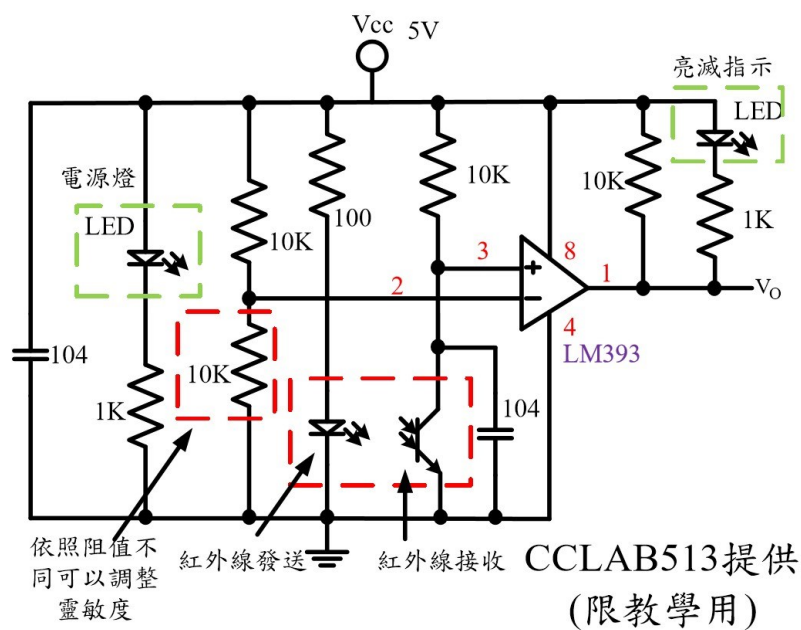 Vcc 5V
亮滅指示
LED
電源燈
LED
10K
100
10K
10K
1K
3
8
1
2
4
Vo
LM393
104
10K
1K
104
依照阻值不
同可以調整
靈敏度
紅外線發送
紅外線接收
CCLAB513提供
(限教學用)